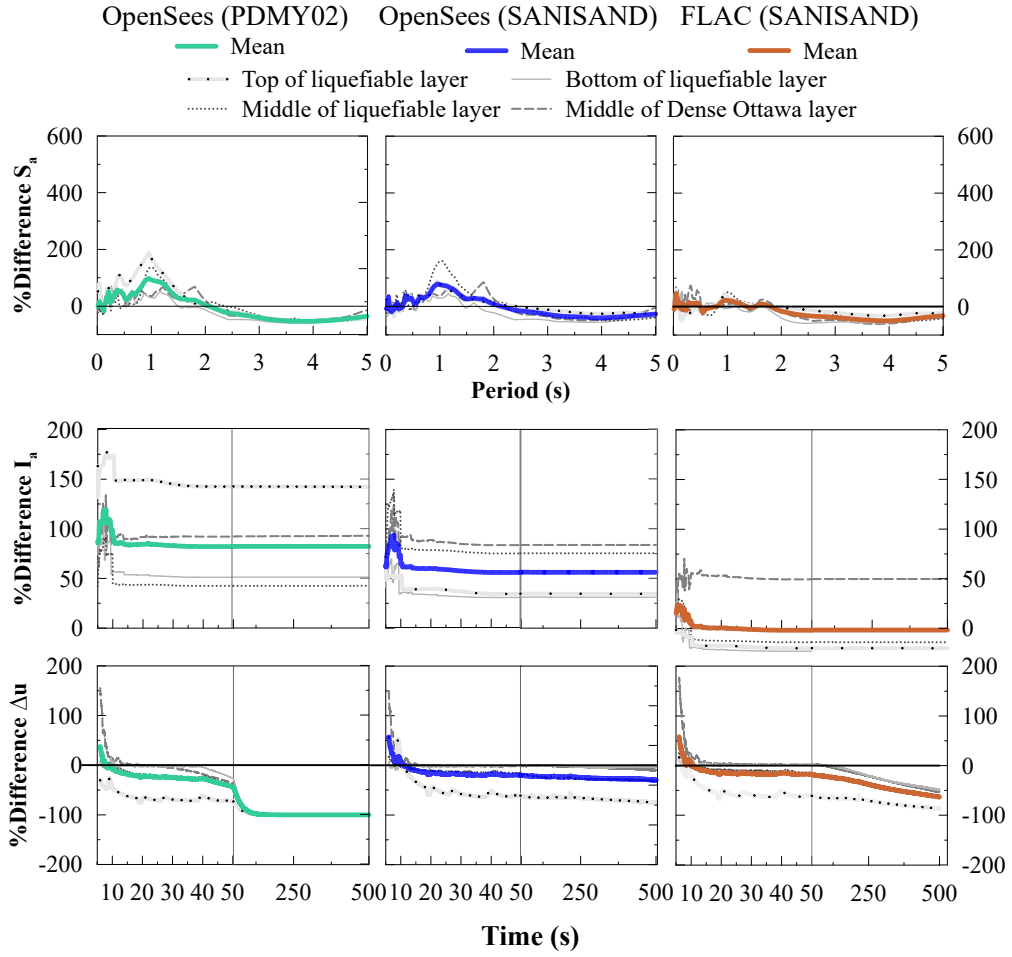 OpenSees (PDMY02) OpenSees (SANISAND) FLAC (SANISAND)
Mean Mean Mean
Top of liquefiable layer Bottom of liquefiable layer
Middle of liquefiable layer Middle of Dense Ottawa layer
%Difference Sa
600 600
400 400
200 200
0 0
0 1 2 3 4 5 0 1 2 3 4 5 0 1 2 3 4 5
Period (s)
%Difference Ia
200 200
150 150
100 100
50 50
0 0
%Difference Δu
200 200
100 100
0 0
-100 -100
-200 -200
10 20 30 40 50 250 500 10 20 30 40 50 250 500 10 20 30 40 50 250 500
Time (s)